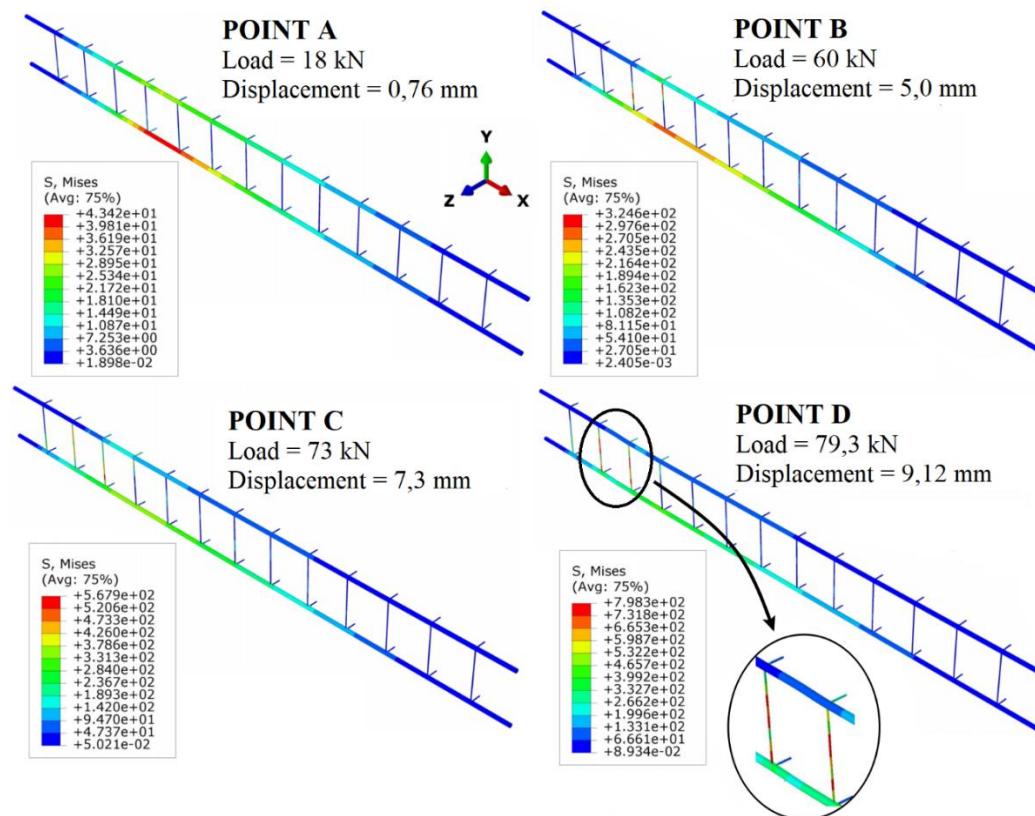 POINT A
Load = 18 kN
Displacement = 0,76 mm
S, Mises
(Avg: 75%)
+4.342e+01
+3.981e+01
+3.619e+01
+3.257e+01
+2.895e+01
+2.534e+01
+2.172e+01
+1.810e+01
+1.449e+01
+1.087e+01
+7.253e+00
+3.636e+00
+1.898e-02
Y
Z
X
POINT B
Load = 60 kN
Displacement = 5,0 mm
S, Mises
(Avg: 75%)
+3.246e+02
+2.976e+02
+2.705e+02
+2.435e+02
+2.164e+02
+1.894e+02
+1.623e+02
+1.353e+02
+1.082e+02
+8.115e+01
+5.410e+01
+2.705e+01
+2.405e-03
POINT C
Load = 73 kN
Displacement = 7,3 mm
S, Mises
(Avg: 75%)
+5.679e+02
+5.206e+02
+4.733e+02
+4.260e+02
+3.786e+02
+3.313e+02
+2.840e+02
+2.367e+02
+1.893e+02
+1.420e+02
+9.470e+01
+4.737e+01
+5.021e-02
POINT D
Load = 79,3 kN
Displacement = 9,12 mm
S, Mises
(Avg: 75%)
+7.983e+02
+7.318e+02
+6.653e+02
+5.987e+02
+5.322e+02
+4.657e+02
+3.992e+02
+3.327e+02
+2.662e+02
+1.996e+02
+1.331e+02
+6.661e+01
+8.934e-02